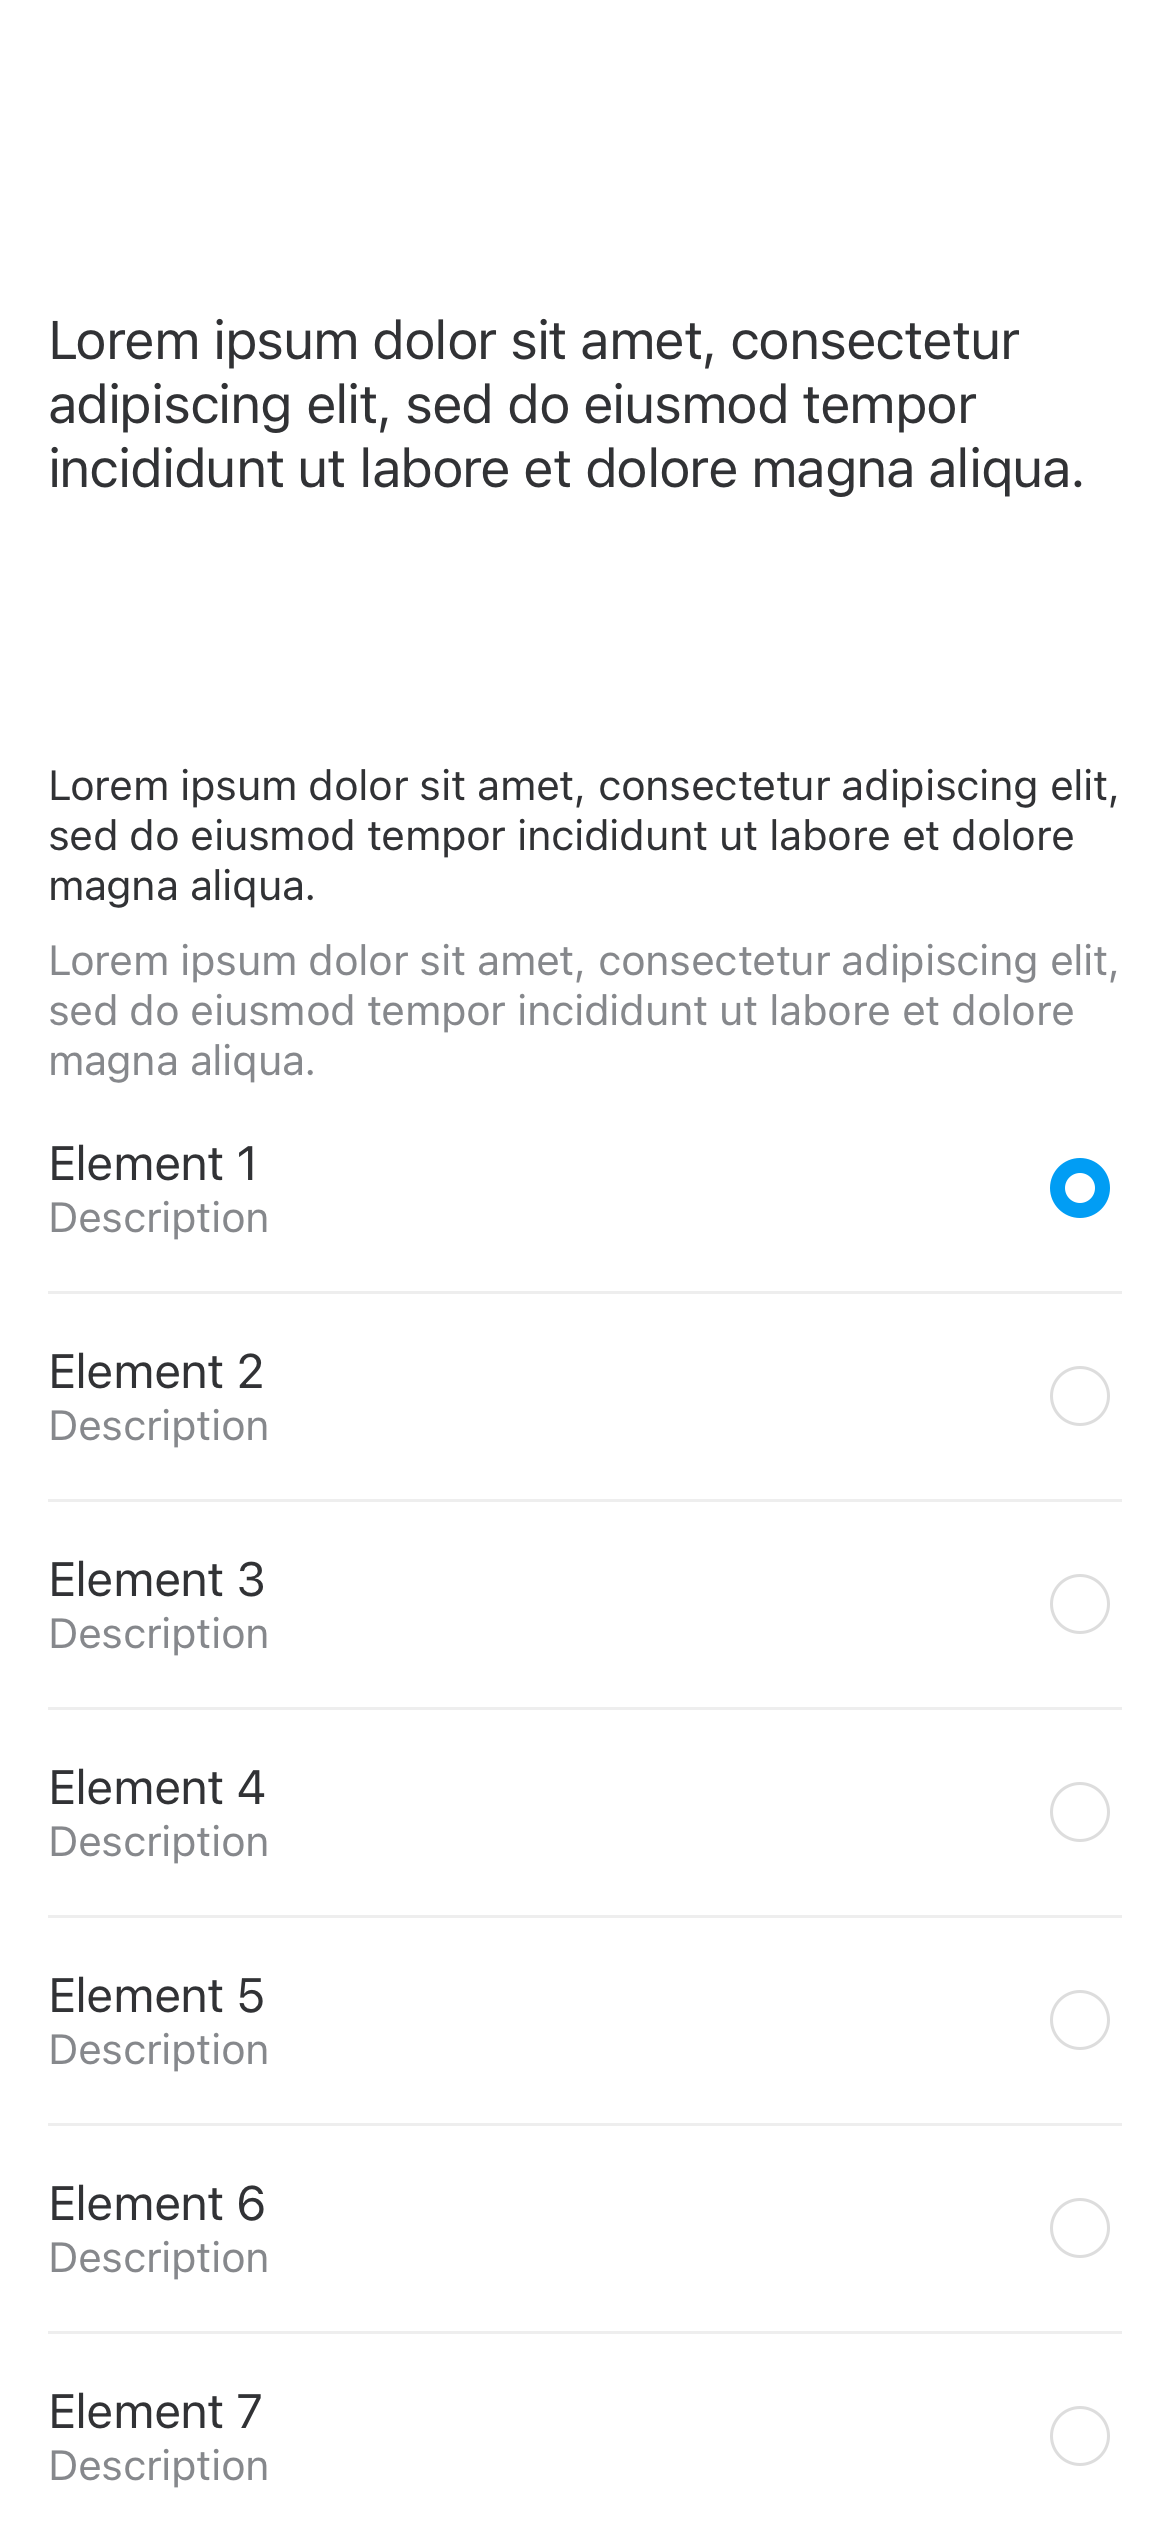 Lorem ipsum dolor sit amet, consectetur
adipiscing elit, sed do eiusmod tempor
incididunt ut labore et dolore magna aliqua.
Lorem ipsum dolor sit amet, consectetur adipiscing elit,
sed do eiusmod tempor incididunt ut labore et dolore
magna aliqua.
Lorem ipsum dolor sit amet, consectetur adipiscing elit,
sed do eiusmod tempor incididunt ut labore et dolore
magna aliqua.
Element 1
Description
Element 2
Description
Element 3
Description
Element 4
Description
Element 5
Description
Element 6
Description
Element 7
Description